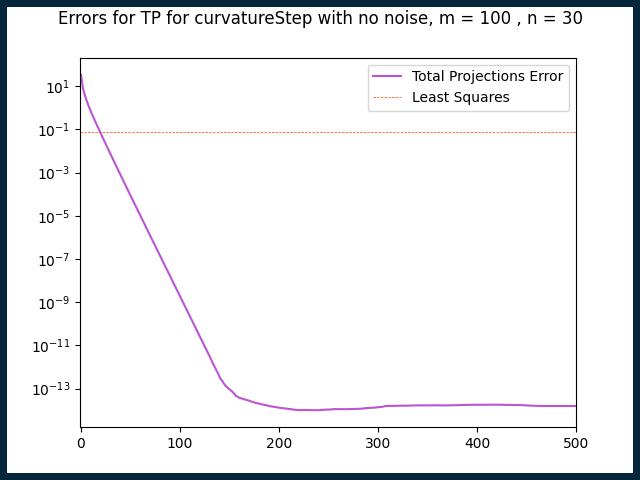 Errors for TP for curvatureStep with no noise, m = 100 , n = 30
Total Projections Error
Least Squares
10^1
10^-1
10^-3
10^-5
10^-7
10^-9
10^-11
10^-13
0 100 200 300 400 500